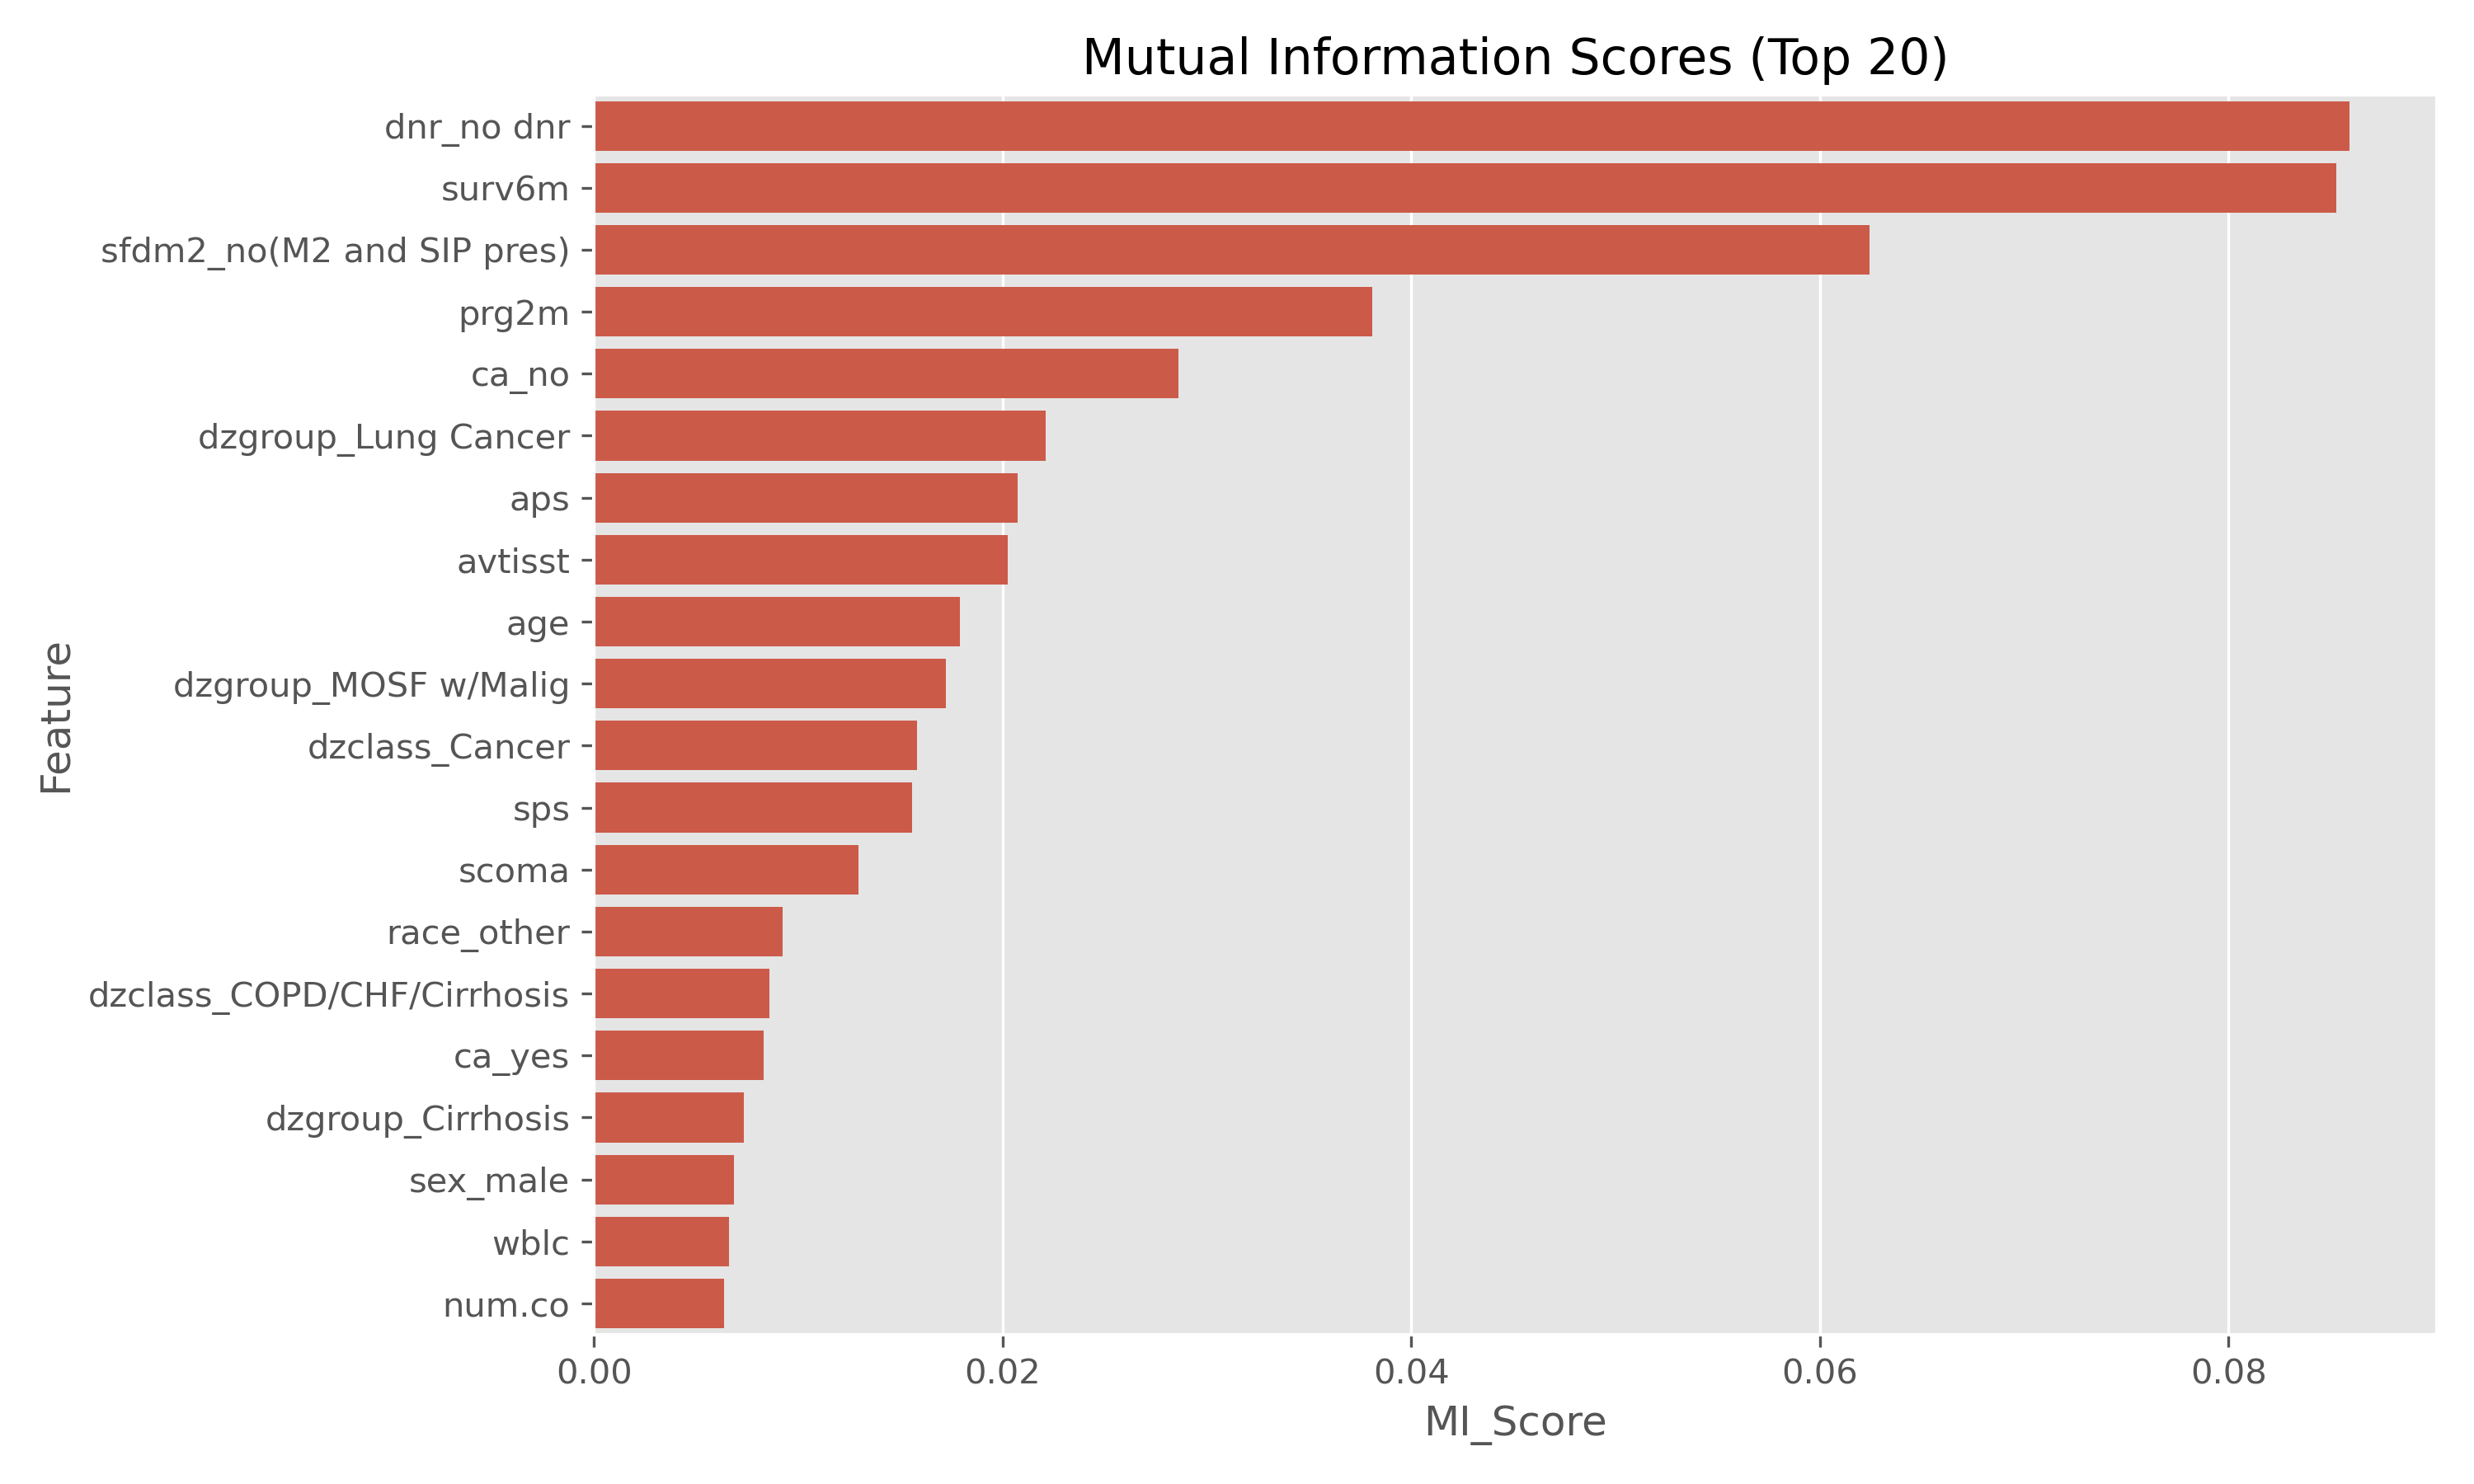 Mutual Information Scores (Top 20)
dnr_no dnr
surv6m
sfdm2_no(M2 and SIP pres)
prg2m
ca_no
dzgroup_Lung Cancer
aps
avtisst
age
dzgroup_MOSF w/Malig
dzclass_Cancer
sps
scoma
race_other
dzclass_COPD/CHF/Cirrhosis
ca_yes
dzgroup_Cirrhosis
sex_male
wblc
num.co
Feature
0.00 0.02 0.04 0.06 0.08
MI_Score